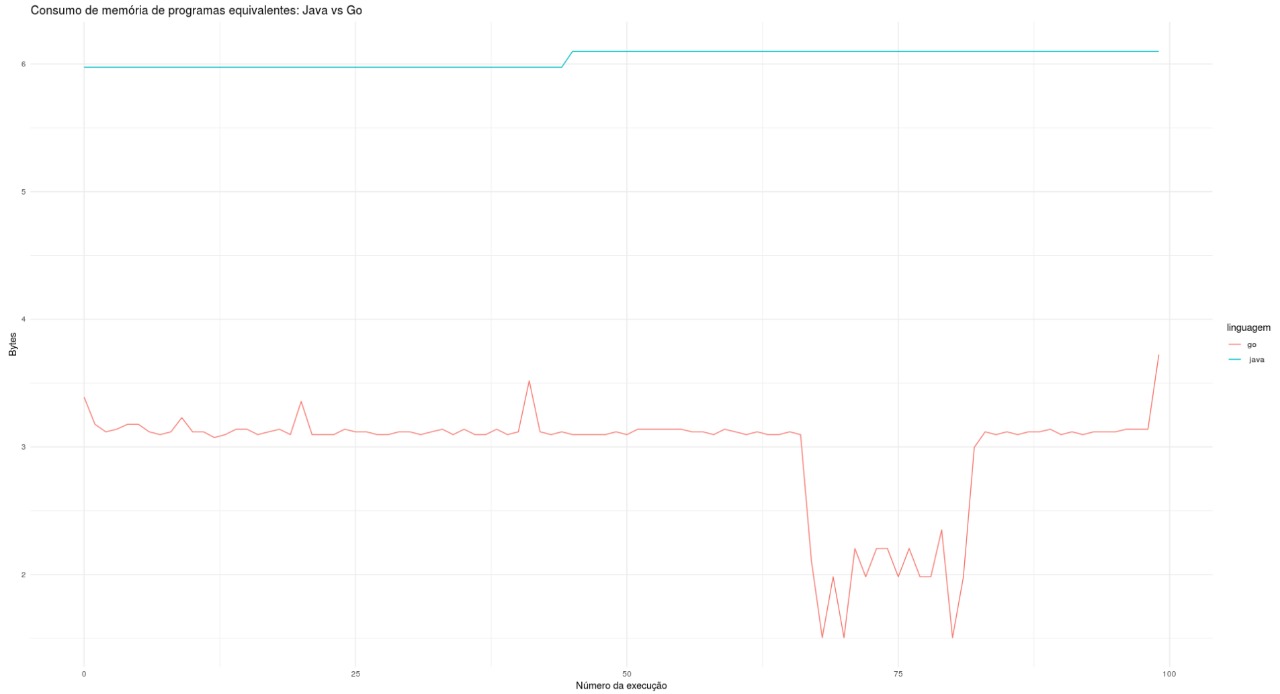 Consumo de memória de programas equivalentes: Java vs Go
6
5
4
3
2
Bytes
0
25
50
75
100
Número da execução
linguagem
go
java